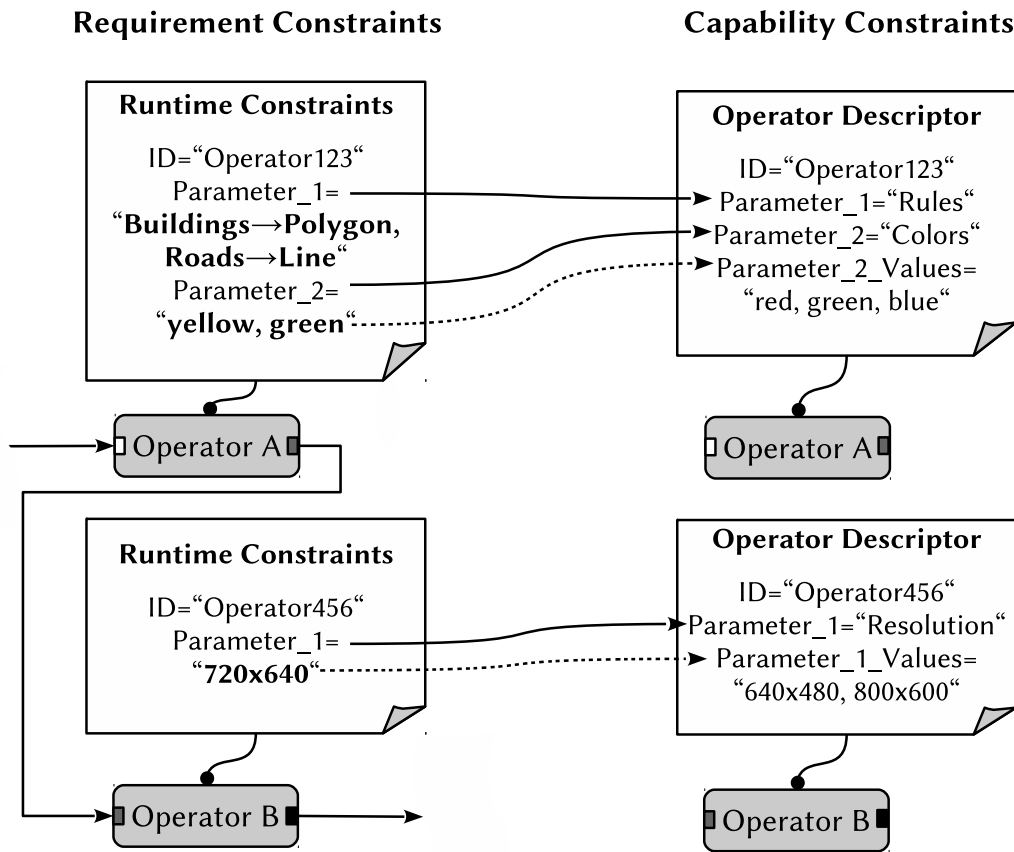 Requirement Constraints
Capability Constraints
Runtime Constraints
ID=“Operator123“
Parameter_1=
“Buildings→Polygon,
Roads→Line“
Parameter_2=
“yellow, green“
Operator Descriptor
ID=“Operator123“
Parameter_1=“Rules“
Parameter_2=“Colors“
Parameter_2_Values=
“red, green, blue“
Operator A
Operator A
Runtime Constraints
ID=“Operator456“
Parameter_1=
“720x640“
Operator Descriptor
ID=“Operator456“
Parameter_1=“Resolution“
Parameter_1_Values=
“640x480, 800x600“
Operator B
Operator B